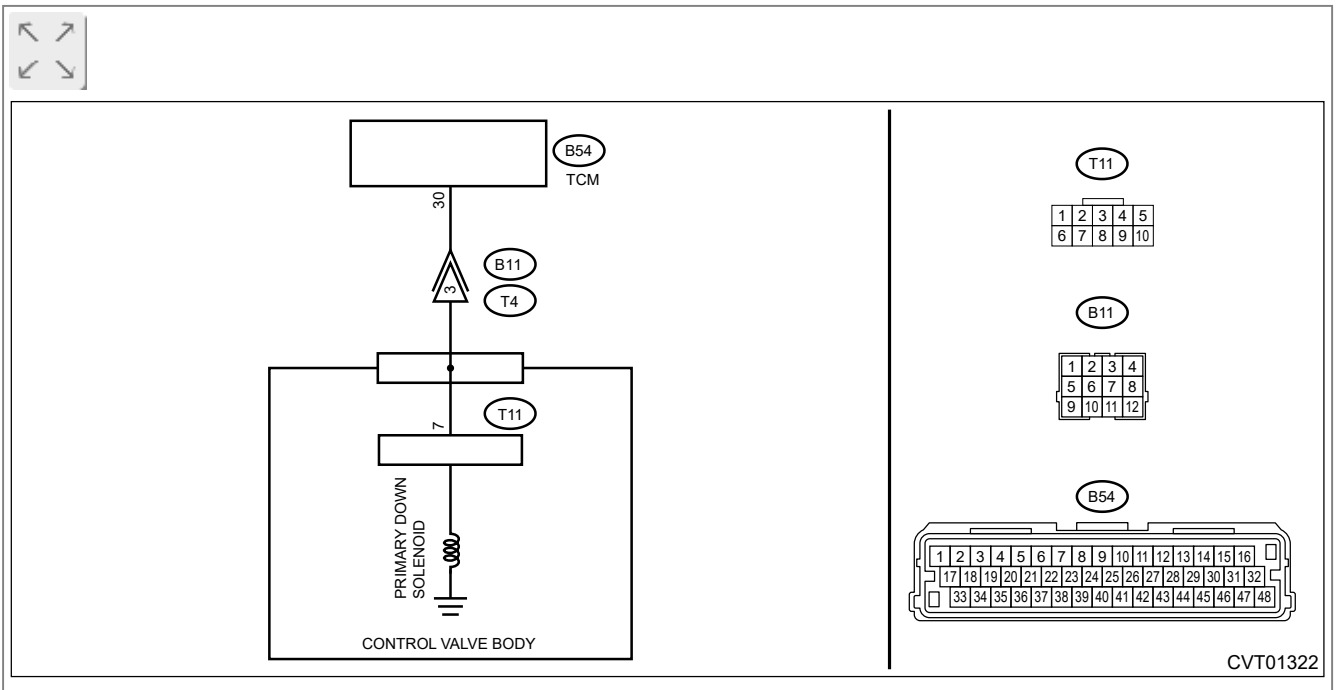 B54
TCM
30
B11
3
T4
T11
7
PRIMARY DOWN
SOLENOID
CONTROL VALVE BODY
T11
1 2 3 4 5
6 7 8 9 10
B11
1 2 3 4
5 6 7 8
9 10 11 12
B54
1 2 3 4 5 6 7 8 9 10 11 12 13 14 15 16
17 18 19 20 21 22 23 24 25 26 27 28 29 30 31 32
33 34 35 36 37 38 39 40 41 42 43 44 45 46 47 48
CVT01322